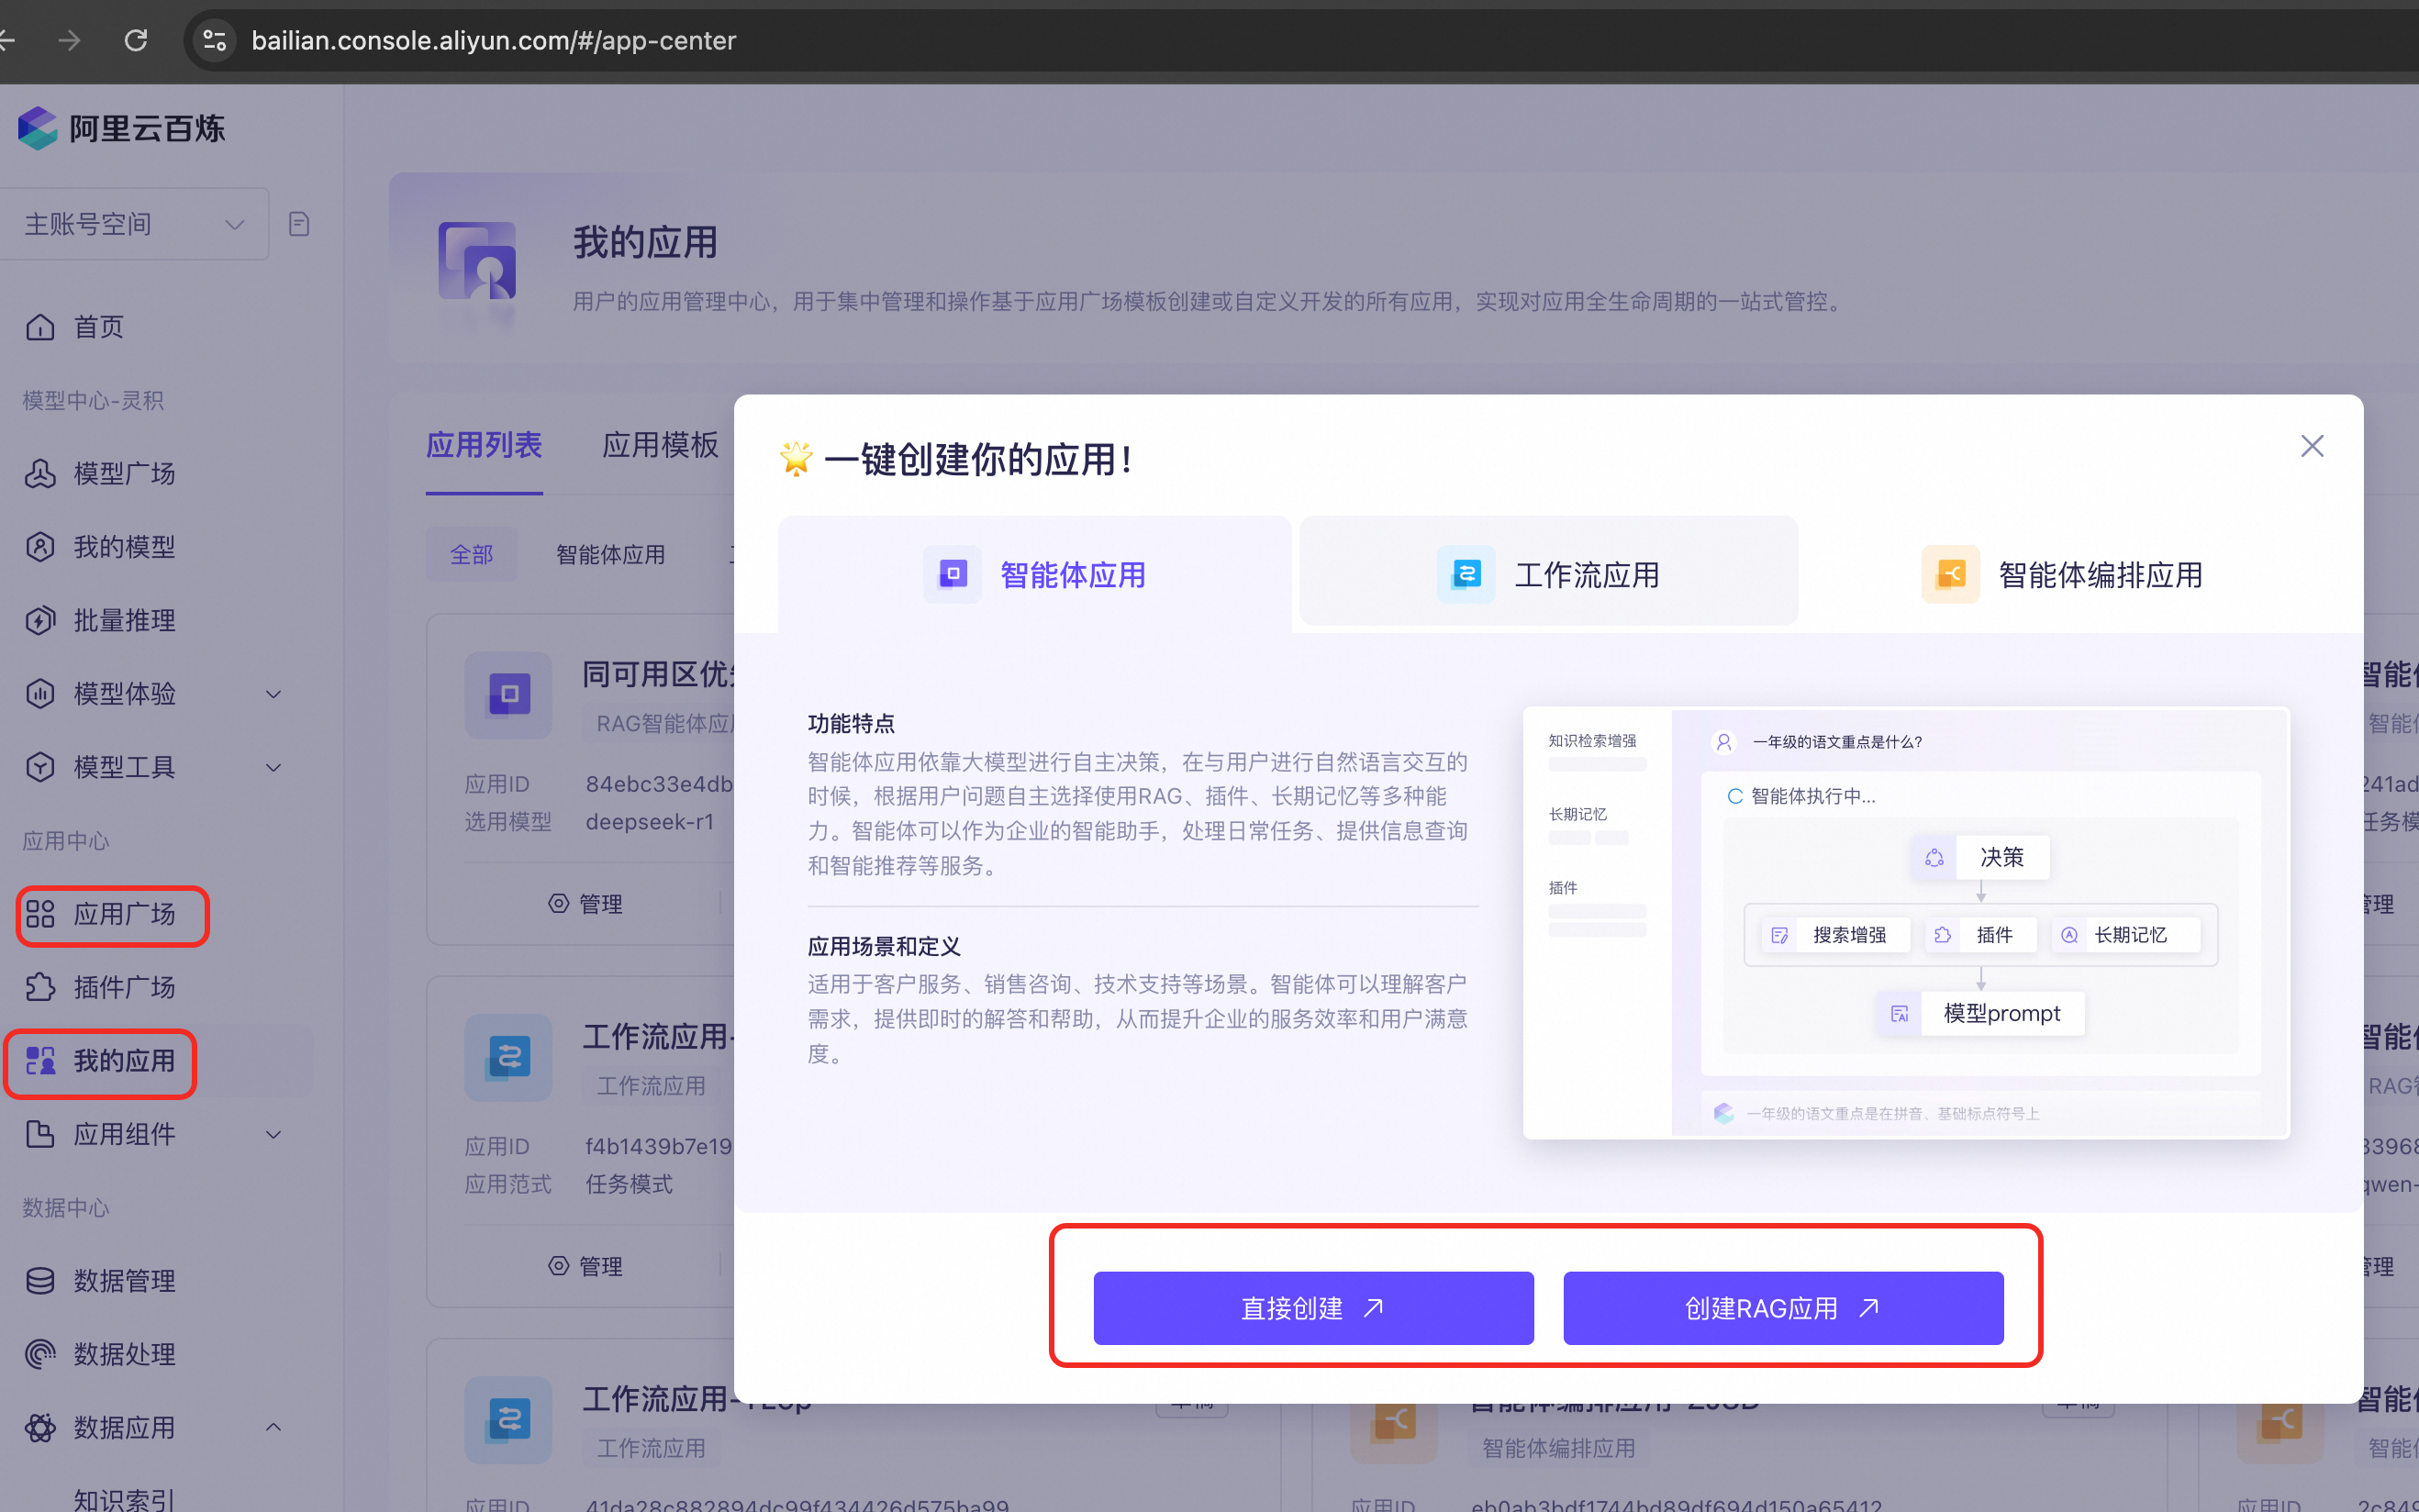 bailian.console.aliyun.com/#/app-center
阿里云百炼
主账号空间
首页
模型中心-灵积
模型广场
我的模型
批量推理
模型体验
模型工具
应用中心
应用广场
插件广场
我的应用
应用组件
数据中心
数据管理
数据处理
数据应用
知识索引
我的应用
用户的应用管理中心，用于集中管理和操作基于应用广场模板创建或自定义开发的所有应用，实现对应用全生命周期的一站式管控。
应用列表 应用模板
全部 智能体应用
同可用区优
RAG智能体应
应用ID 84ebc33e4db
选用模型 deepseek-r1
管理
工作流应用-
工作流应用
应用ID f4b1439b7e19
应用范式 任务模式
管理
工作流应用-
工作流应用
应用ID 41da28c882894dc99f434426d575ba99
智能体编排应用
应用ID eb0ab3bdf1744bd89df694d150a65412
一键创建你的应用！
智能体应用 工作流应用 智能体编排应用
功能特点
智能体应用依靠大模型进行自主决策，在与用户进行自然语言交互的
时候，根据用户问题自主选择使用RAG、插件、长期记忆等多种能
力。智能体可以作为企业的智能助手，处理日常任务、提供信息查询
和智能推荐等服务。
应用场景和定义
适用于客户服务、销售咨询、技术支持等场景。智能体可以理解客户
需求，提供即时的解答和帮助，从而提升企业的服务效率和用户满意
度。
知识检索增强
长期记忆
插件
一年级的语文重点是什么?
智能体执行中...
决策
搜索增强 插件 长期记忆
模型prompt
一年级的语文重点是在拼音、基础标点符号上
直接创建 创建RAG应用
智能
241ad
任务模
管理
智能
RAG
33968
qwen-
管理
智能
智能
应用ID 2c849